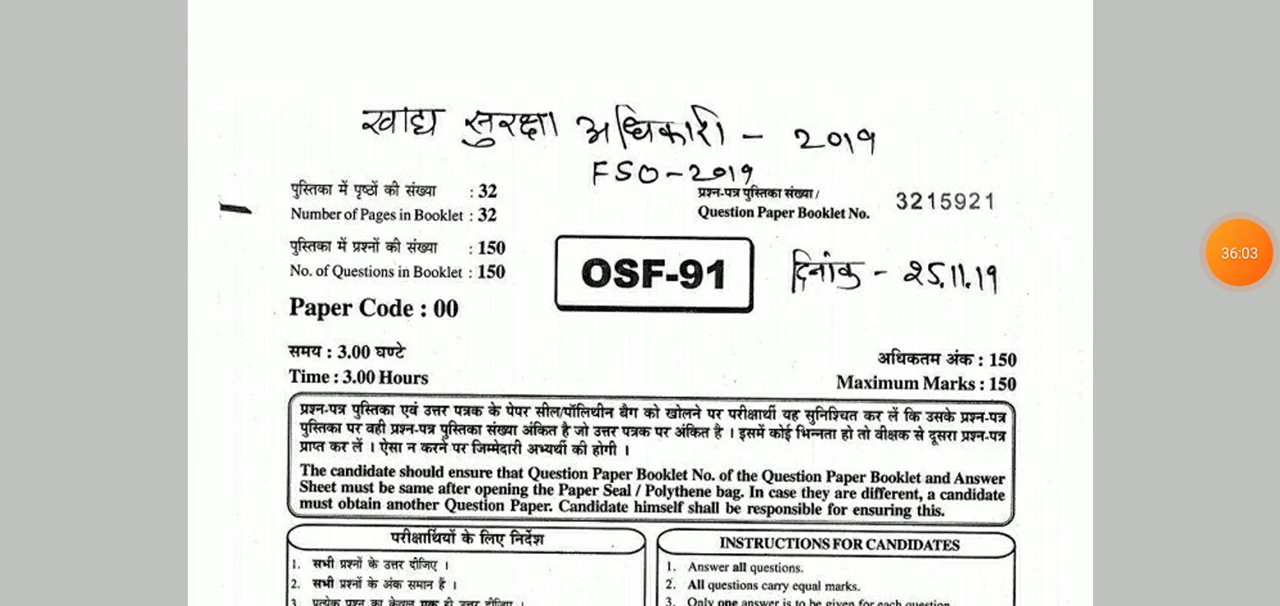 खाद्य सुरक्षा अधिकारी - 2019
FSO-2019
पुस्तिका में पृष्ठों की संख्या : 32
Number of Pages in Booklet : 32
प्रश्न-पत्र पुस्तिका संख्या /
Question Paper Booklet No. 3215921
पुस्तिका में प्रश्नों की संख्या : 150
No. of Questions in Booklet : 150
OSF-91
दिनांक - 25.11.19
36:03
Paper Code : 00
समय : 3.00 घण्टे
Time : 3.00 Hours
अधिकतम अंक : 150
Maximum Marks : 150
प्रश्न-पत्र पुस्तिका एवं उत्तर पत्रक के पेपर सील/पॉलिथीन बैग को खोलने पर परीक्षार्थी यह सुनिश्चित कर लें कि उसके प्रश्न-पत्र
पुस्तिका पर वही प्रश्न-पत्र पुस्तिका संख्या अंकित है जो उत्तर पत्रक पर अंकित है । इसमें कोई भिन्नता हो तो वीक्षक से दूसरा प्रश्न-पत्र
प्राप्त कर लें । ऐसा न करने पर जिम्मेदारी अभ्यर्थी की होगी ।
The candidate should ensure that Question Paper Booklet No. of the Question Paper Booklet and Answer
Sheet must be same after opening the Paper Seal / Polythene bag. In case they are different, a candidate
must obtain another Question Paper. Candidate himself shall be responsible for ensuring this.
परीक्षार्थियों के लिए निर्देश
1. सभी प्रश्नों के उत्तर दीजिए ।
2. सभी प्रश्नों के अंक समान हैं ।
3. प्रत्येक प्रश्न का केवल एक ही उत्तर दीजिए ।
INSTRUCTIONS FOR CANDIDATES
1. Answer all questions.
2. All questions carry equal marks.
3. Only one answer is to be given for each question.